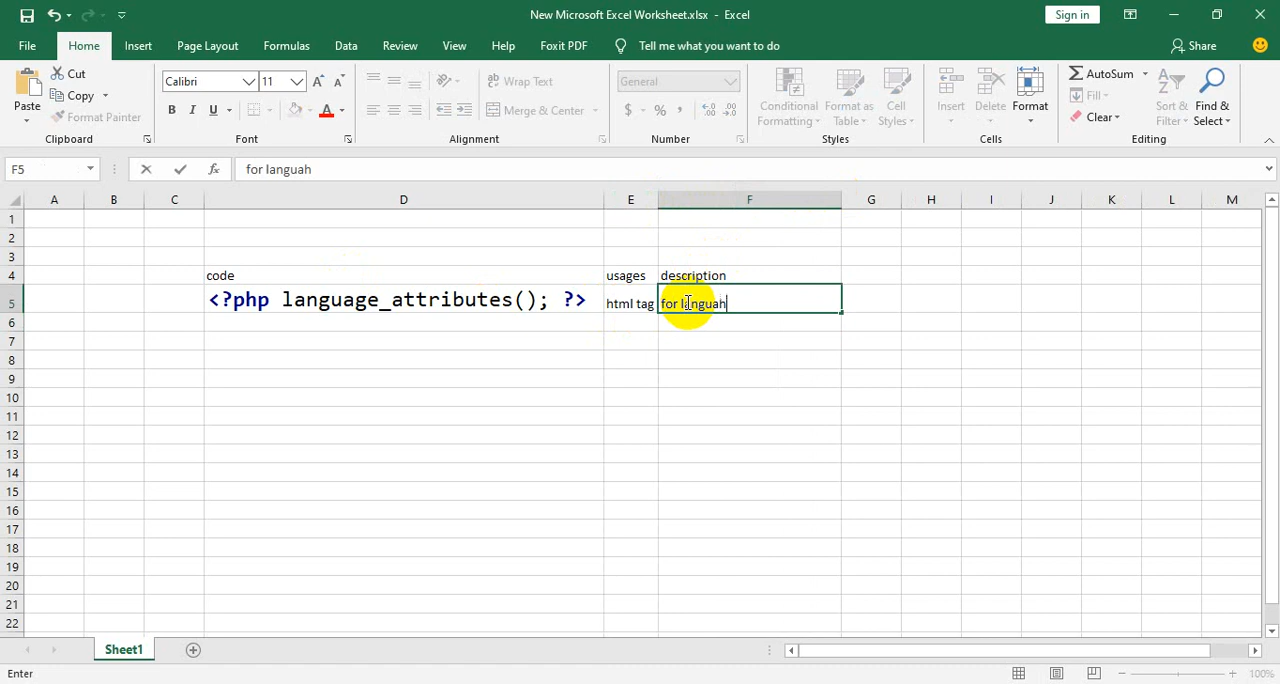 New Microsoft Excel Worksheet.xlsx - Excel
Sign in
File Home Insert Page Layout Formulas Data Review View Help Foxit PDF Tell me what you want to do Share
Paste Cut Copy Format Painter Clipboard
Calibri 11 B I U A Font
Wrap Text Merge & Center Alignment
General $ % , Number
Conditional Formatting Format as Table Cell Styles Styles
Insert Delete Format Cells
AutoSum Fill Clear Sort & Filter Find & Select Editing
F5 fx for languah
A B C D E F G H I J K L M
1
2
3
4 code usages description
5 <?php language_attributes(); ?> html tag for languah
6
7
8
9
10
11
12
13
14
15
16
17
18
19
20
21
22
Sheet1
Enter 100%